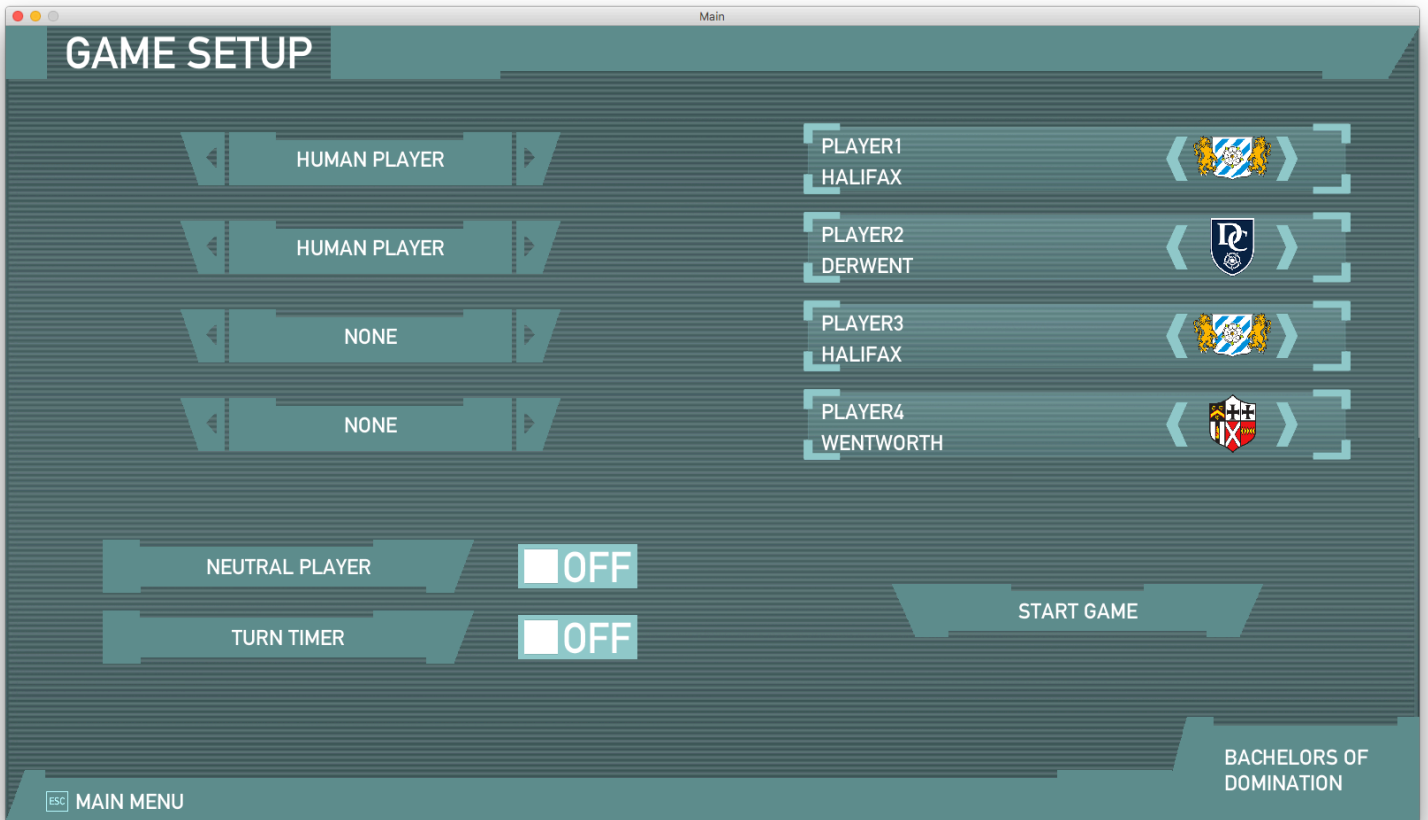 Main
GAME SETUP
HUMAN PLAYER
PLAYER1
HALIFAX
HUMAN PLAYER
PLAYER2
DERWENT
DC
NONE
PLAYER3
HALIFAX
NONE
PLAYER4
WENTWORTH
NEUTRAL PLAYER
OFF
TURN TIMER
OFF
START GAME
BACHELORS OF
DOMINATION
ESC MAIN MENU